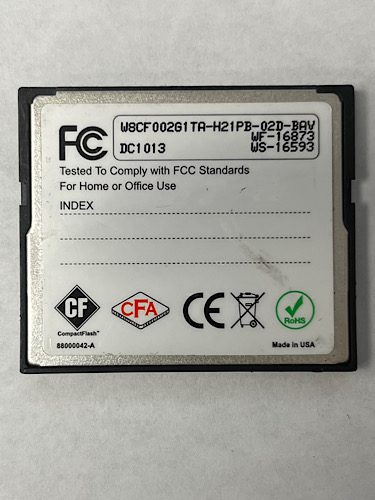 FCC W8CF002G1TA-H21PB-02D-BAV
WF-16873
DC1013 WS-16593
Tested To Comply with FCC Standards
For Home or Office Use
INDEX
CF CFA CE RoHS
CompactFlash®
88000042-A Made in USA